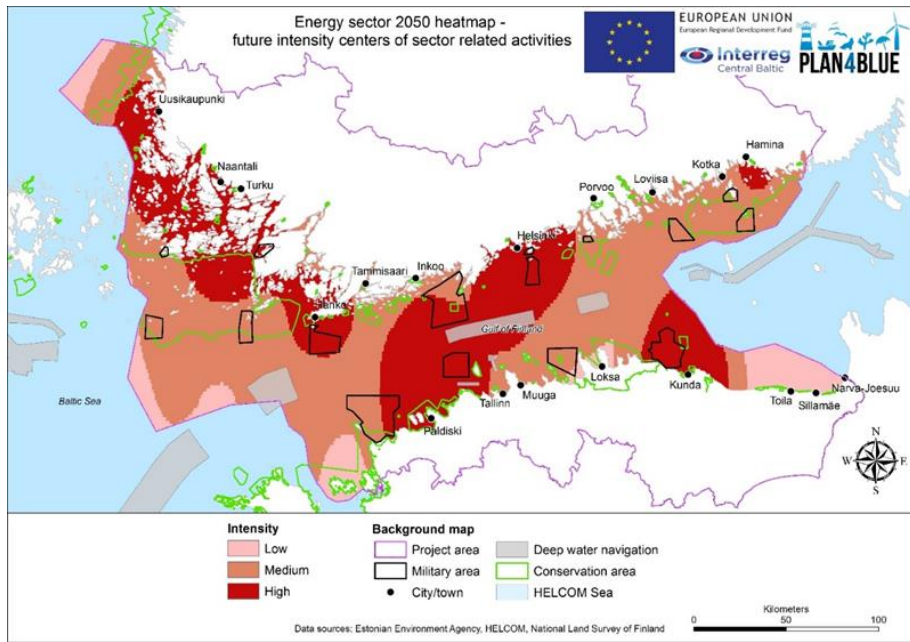 Energy sector 2050 heatmap -
future intensity centers of sector related activities
EUROPEAN UNION
European Regional Development Fund
Interreg
Central Baltic
PLAN4BLUE
Uusikaupunki
Naantali
Turku
Hamina
Kotka
Loviisa
Porvoo
Helsinki
Inkoo
Tammisaari
Hanko
Gulf of Finland
Baltic Sea
Loksa
Kunda
Narva-Joesuu
Toila
Sillamäe
Muuga
Tallinn
Paldiski
N
W
E
S
Intensity
Low
Medium
High
Background map
Project area
Military area
City/town
Deep water navigation
Conservation area
HELCOM Sea
Kilometers
0 50 100
Data sources: Estonian Environment Agency, HELCOM, National Land Survey of Finland